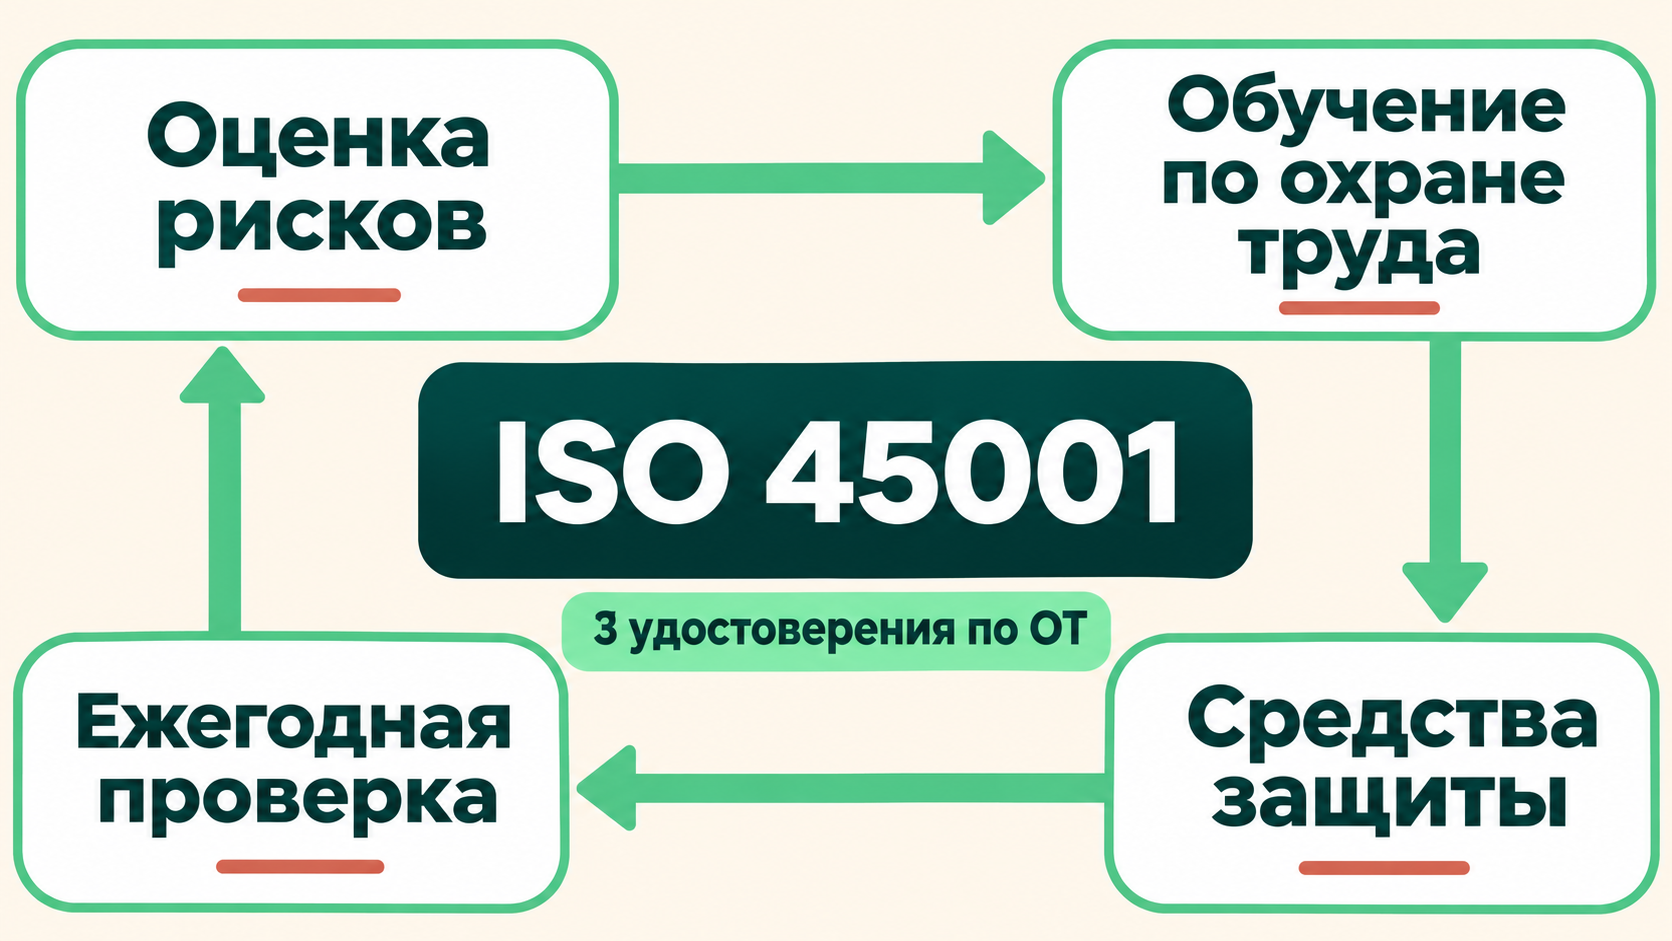 Оценка
рисков
Обучение
по охране
труда
ISO 45001
3 удостоверения по ОТ
Ежегодная
проверка
Средства
защиты